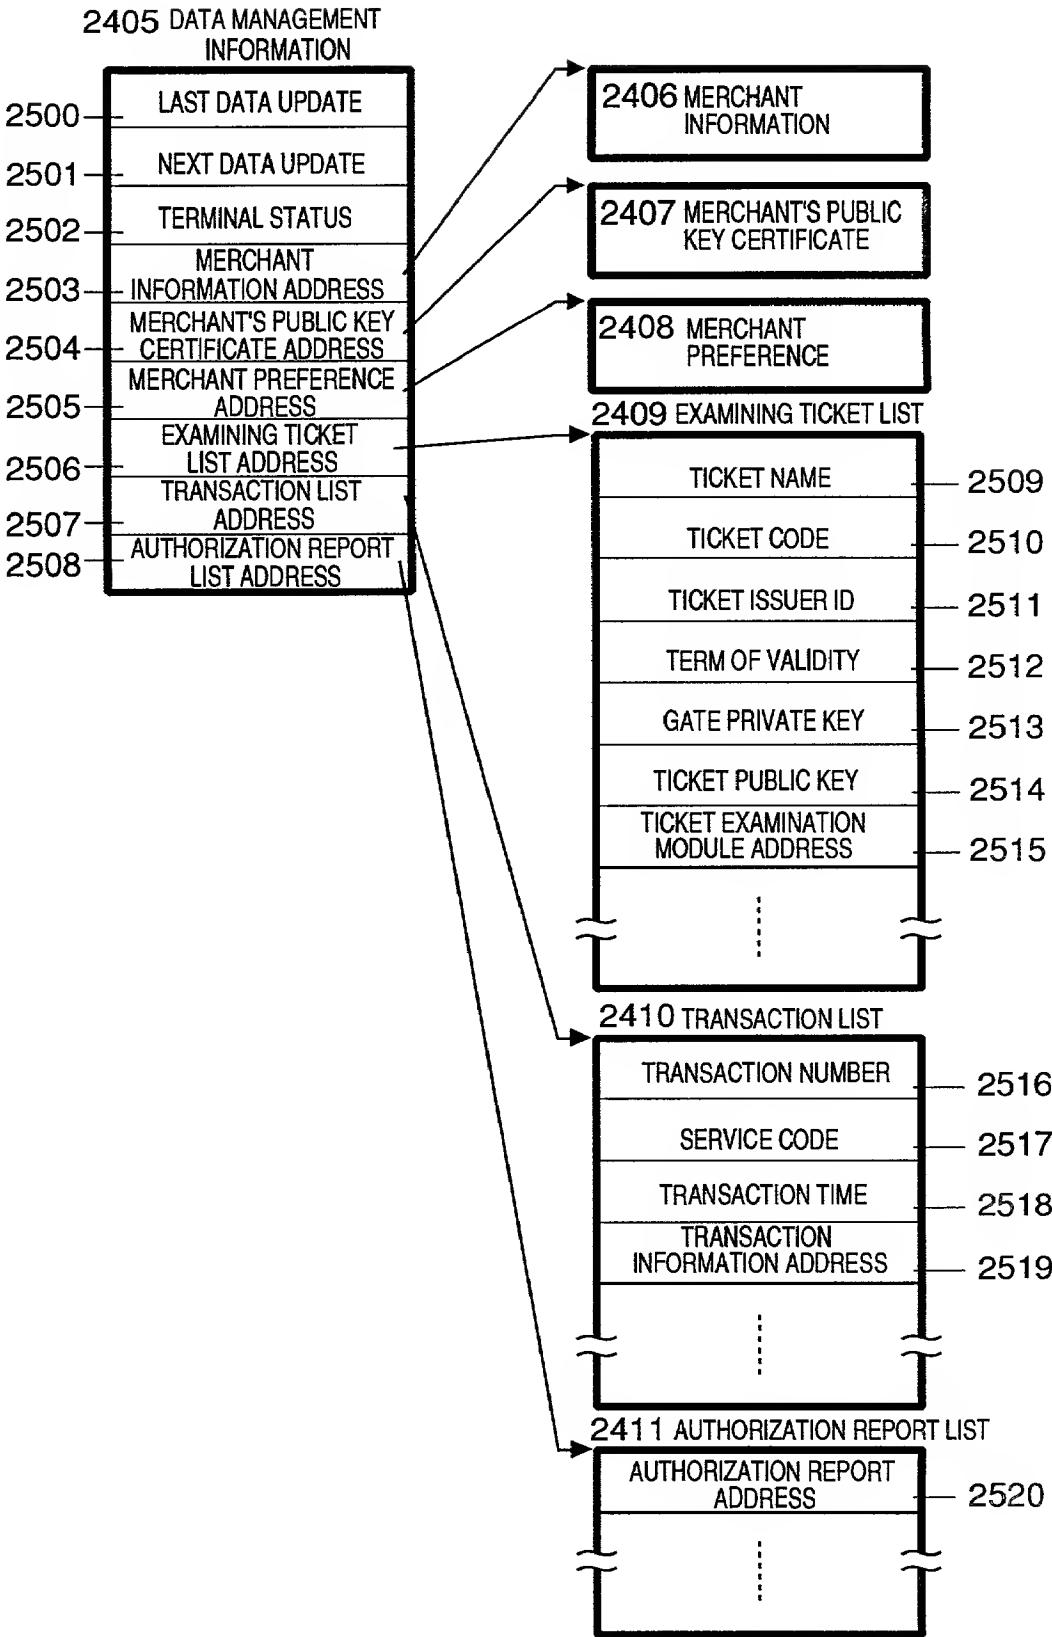 2405 DATA MANAGEMENT
INFORMATION
2500
LAST DATA UPDATE
2501
NEXT DATA UPDATE
2502
TERMINAL STATUS
2503
MERCHANT
INFORMATION ADDRESS
2504
MERCHANT'S PUBLIC KEY
CERTIFICATE ADDRESS
2505
MERCHANT PREFERENCE
ADDRESS
2506
EXAMINING TICKET
LIST ADDRESS
2507
TRANSACTION LIST
ADDRESS
2508
AUTHORIZATION REPORT
LIST ADDRESS
2406 MERCHANT
INFORMATION
2407 MERCHANT'S PUBLIC
KEY CERTIFICATE
2408 MERCHANT
PREFERENCE
2409 EXAMINING TICKET LIST
TICKET NAME
2509
TICKET CODE
2510
TICKET ISSUER ID
2511
TERM OF VALIDITY
2512
GATE PRIVATE KEY
2513
TICKET PUBLIC KEY
2514
TICKET EXAMINATION
MODULE ADDRESS
2515
2410 TRANSACTION LIST
TRANSACTION NUMBER
2516
SERVICE CODE
2517
TRANSACTION TIME
2518
TRANSACTION
INFORMATION ADDRESS
2519
2411 AUTHORIZATION REPORT LIST
AUTHORIZATION REPORT
ADDRESS
2520